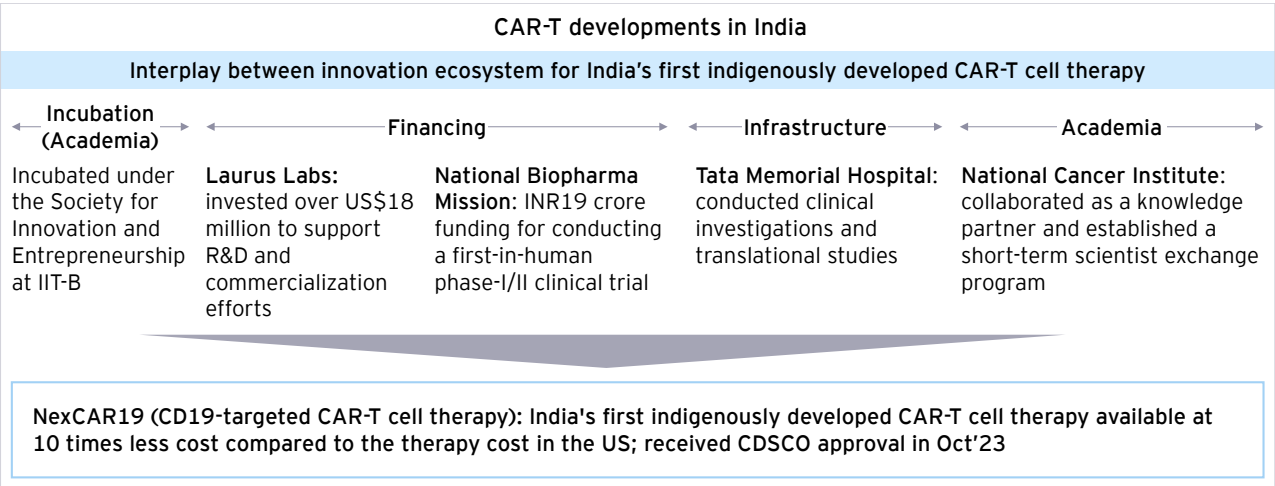 CAR-T developments in India
Interplay between innovation ecosystem for India's first indigenously developed CAR-T cell therapy
Incubation
(Academia)
Financing
Infrastructure
Academia
Incubated under
the Society for
Innovation and
Entrepreneurship
at IIT-B
Laurus Labs:
invested over US$18
million to support
R&D and
commercialization
efforts
National Biopharma
Mission: INR19 crore
funding for conducting
a first-in-human
phase-I/II clinical trial
Tata Memorial Hospital:
conducted clinical
investigations and
translational studies
National Cancer Institute:
collaborated as a knowledge
partner and established a
short-term scientist exchange
program
NexCAR19 (CD19-targeted CAR-T cell therapy): India's first indigenously developed CAR-T cell therapy available at
10 times less cost compared to the therapy cost in the US; received CDSCO approval in Oct'23